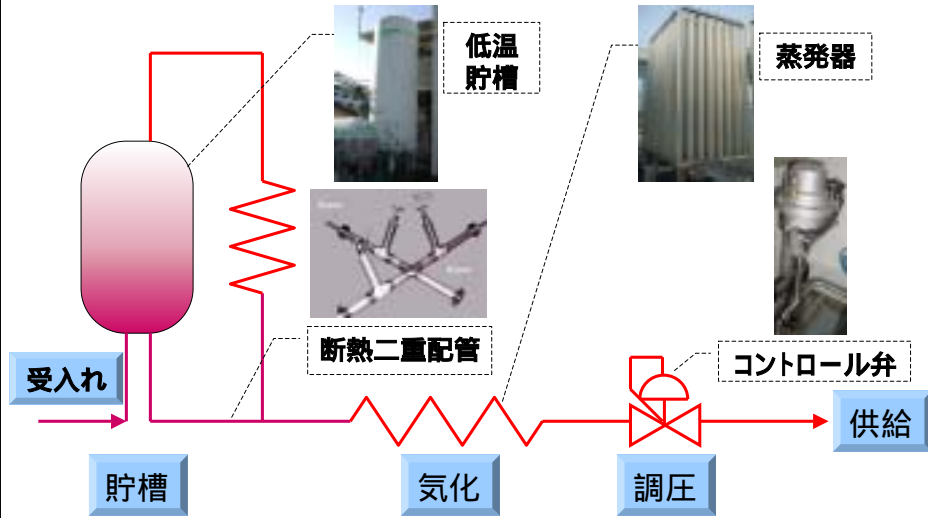 低温
貯槽
蒸発器
断熱二重配管
コントロール弁
受入れ
供給
貯槽
気化
調圧